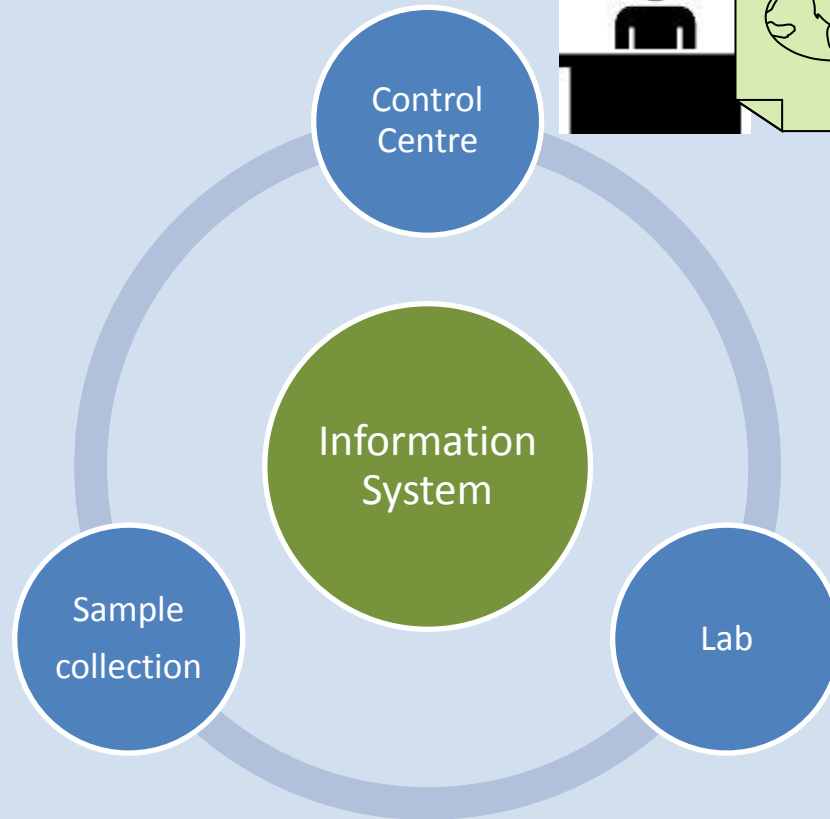 Control
Centre
Information
System
Sample
collection
Lab